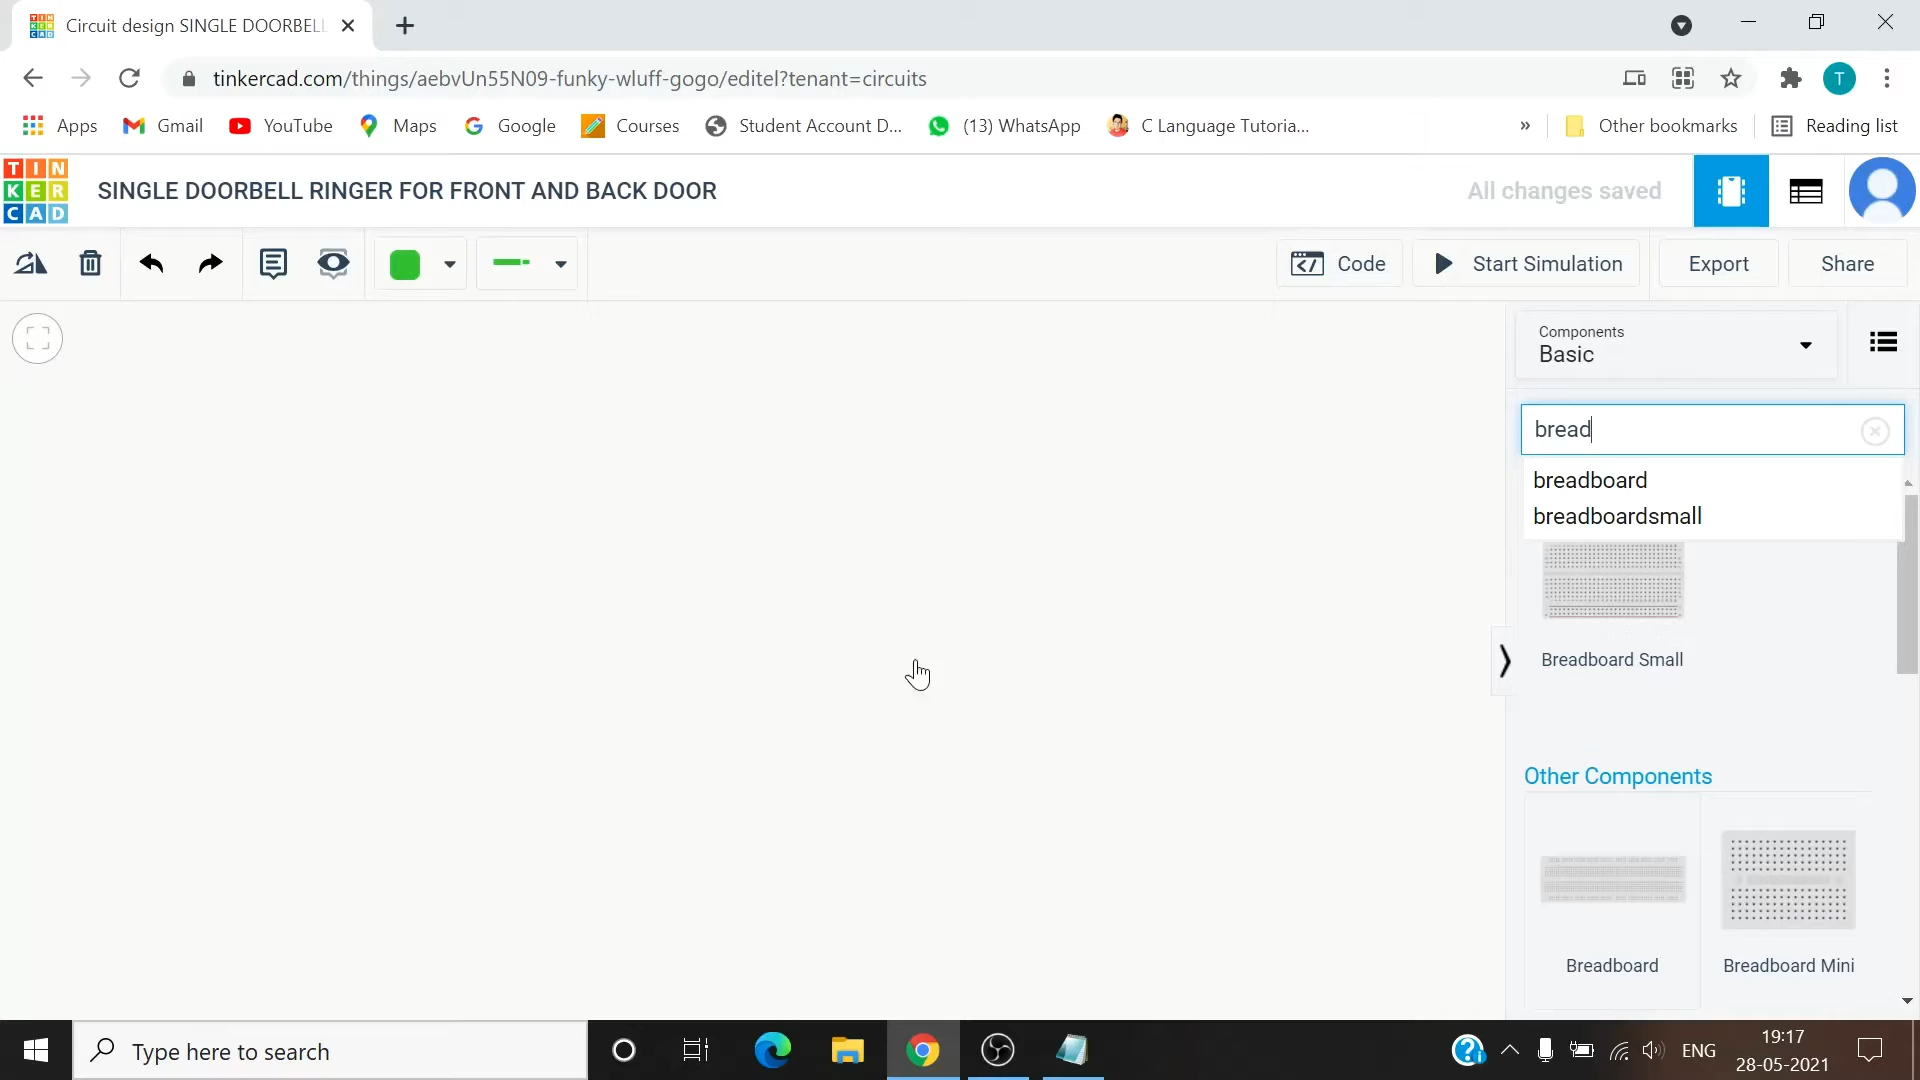 Circuit design SINGLE DOORBELL
tinkercad.com/things/aebvUn55N09-funky-wluff-gogo/editel?tenant=circuits
T
Apps Gmail YouTube Maps Google Courses Student Account D... (13) WhatsApp C Language Tutoria... » Other bookmarks Reading list
TIN
KER
CAD
SINGLE DOORBELL RINGER FOR FRONT AND BACK DOOR
All changes saved
Code Start Simulation Export Share
Components
Basic
bread
breadboard
breadboardsmall
Breadboard Small
Other Components
Breadboard Breadboard Mini
Type here to search
ENG
19:17
28-05-2021